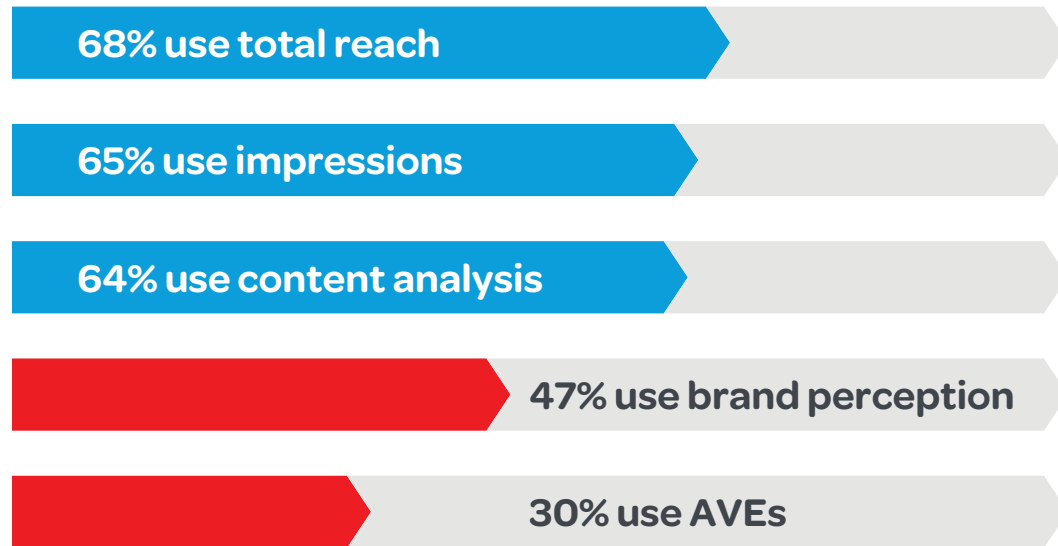 68% use total reach
65% use impressions
64% use content analysis
47% use brand perception
30% use AVEs